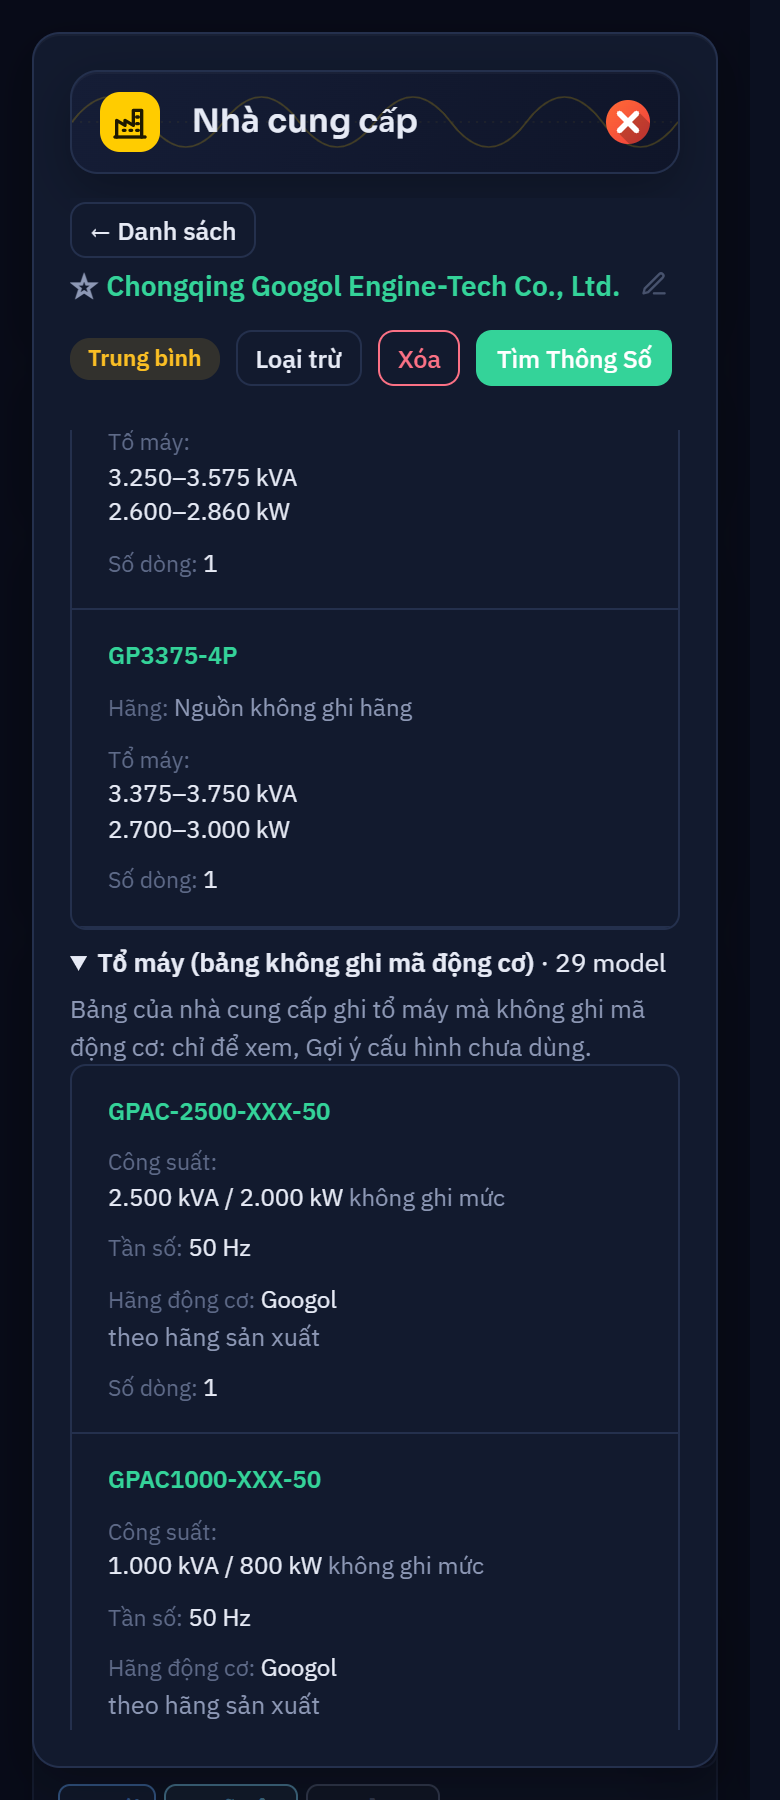 Nhà cung cấp
← Danh sách
☆ Chongqing Googol Engine-Tech Co., Ltd.
Trung bình
Loại trừ
Xóa
Tìm Thông Số
Tổ máy:
3.250–3.575 kVA
2.600–2.860 kW
Số dòng: 1
GP3375-4P
Hãng: Nguồn không ghi hãng
Tổ máy:
3.375–3.750 kVA
2.700–3.000 kW
Số dòng: 1
▼ Tổ máy (bảng không ghi mã động cơ) · 29 model
Bảng của nhà cung cấp ghi tổ máy mà không ghi mã
động cơ: chỉ để xem, Gợi ý cấu hình chưa dùng.
GPAC-2500-XXX-50
Công suất:
2.500 kVA / 2.000 kW không ghi mức
Tần số: 50 Hz
Hãng động cơ: Googol
theo hãng sản xuất
Số dòng: 1
GPAC1000-XXX-50
Công suất:
1.000 kVA / 800 kW không ghi mức
Tần số: 50 Hz
Hãng động cơ: Googol
theo hãng sản xuất